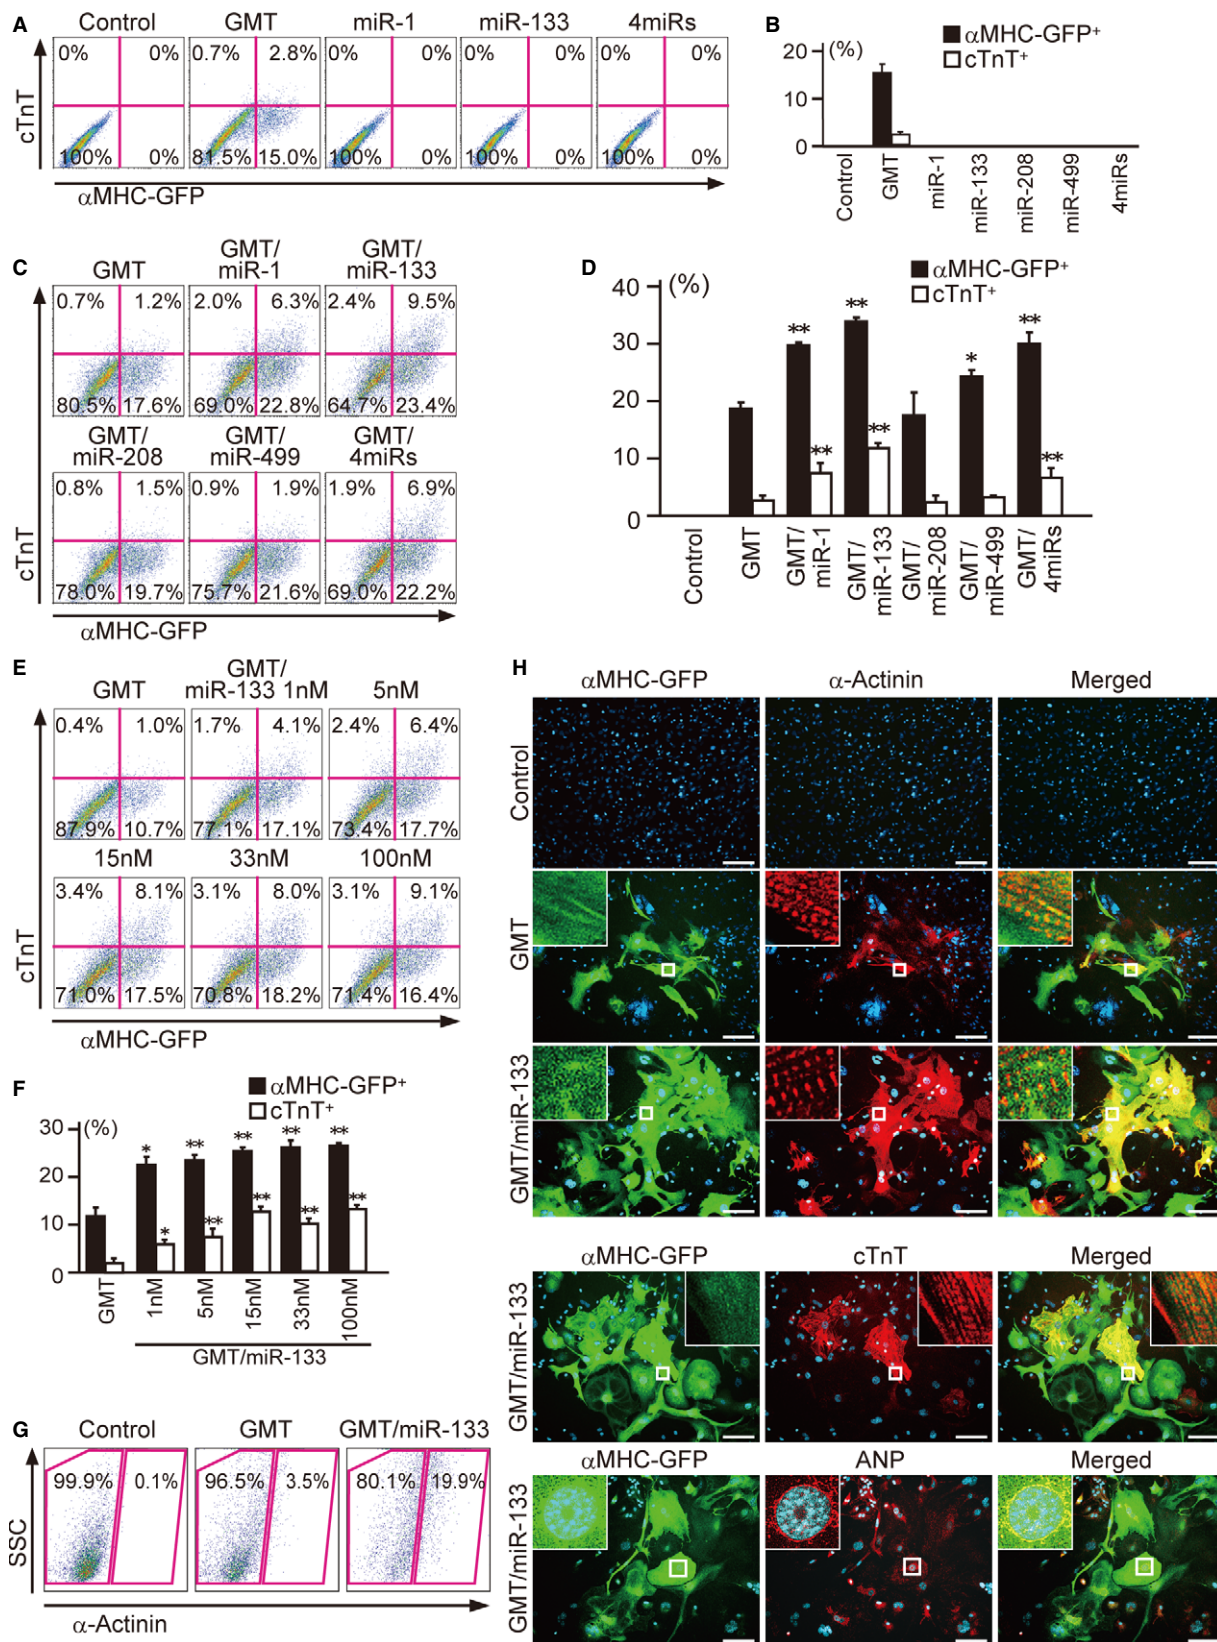 A
Control GMT miR-1 miR-133 4miRs
0% 0% 0.7% 2.8% 0% 0% 0% 0% 0% 0%
100% 0% 81.5% 15.0% 100% 0% 100% 0% 100% 0%
cTnT
αMHC-GFP
B
(%)
αMHC-GFP+
cTnT+
20
10
0
Control GMT miR-1 miR-133 miR-208 miR-499 4miRs
C
GMT GMT/miR-1 GMT/miR-133
0.7% 1.2% 2.0% 6.3% 2.4% 9.5%
80.5% 17.6% 69.0% 22.8% 64.7% 23.4%
GMT/miR-208 GMT/miR-499 GMT/4miRs
0.8% 1.5% 0.9% 1.9% 1.9% 6.9%
78.0% 19.7% 75.7% 21.6% 69.0% 22.2%
cTnT
αMHC-GFP
D
(%)
αMHC-GFP+
cTnT+
40
30
20
10
0
** ** ** ** * ** **
Control GMT GMT/miR-1 GMT/miR-133 GMT/miR-208 GMT/miR-499 GMT/4miRs
E
GMT GMT/miR-133 1nM 5nM
0.4% 1.0% 1.7% 4.1% 2.4% 6.4%
87.9% 10.7% 77.1% 17.1% 73.4% 17.7%
15nM 33nM 100nM
3.4% 8.1% 3.1% 8.0% 3.1% 9.1%
71.0% 17.5% 70.8% 18.2% 71.4% 16.4%
cTnT
αMHC-GFP
F
αMHC-GFP+
cTnT+
(%)
30
20
10
0
* * ** ** ** ** ** ** ** **
GMT 1nM 5nM 15nM 33nM 100nM
GMT/miR-133
G
Control GMT GMT/miR-133
99.9% 0.1% 96.5% 3.5% 80.1% 19.9%
SSC
α-Actinin
H
αMHC-GFP α-Actinin Merged
Control
GMT
GMT/miR-133
αMHC-GFP cTnT Merged
GMT/miR-133
αMHC-GFP ANP Merged
GMT/miR-133